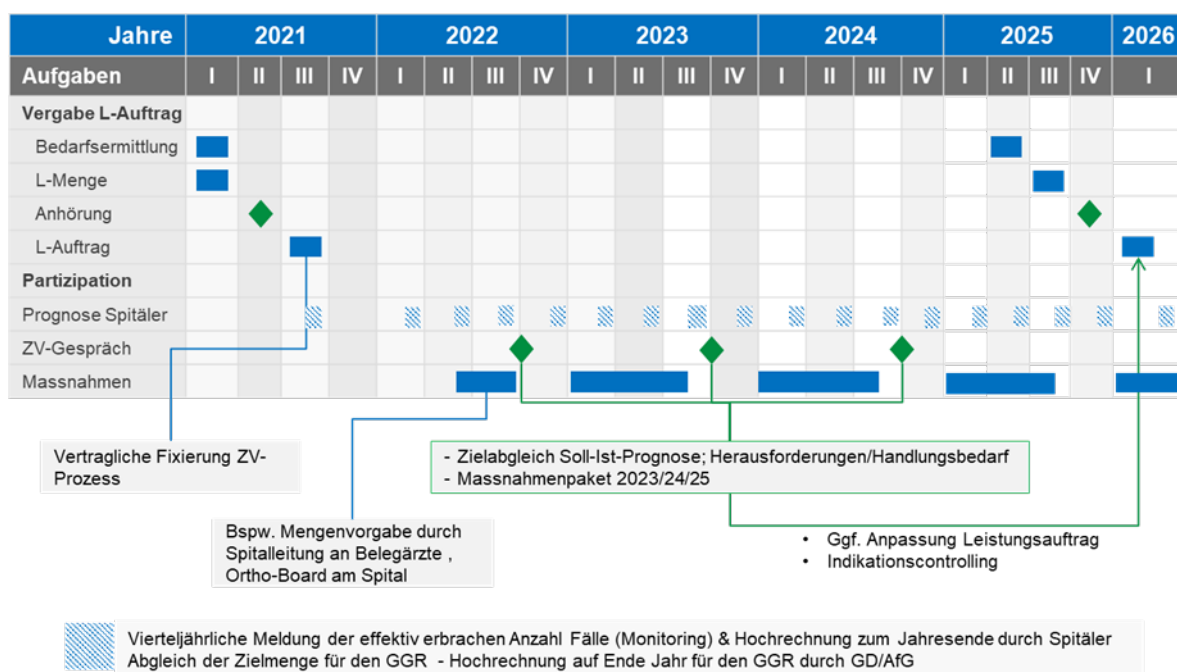 Jahre 2021 2022 2023 2024 2025 2026
Aufgaben I II III IV I II III IV I II III IV I II III IV I II III IV I
Vergabe L-Auftrag
Bedarfsermittlung
L-Menge
Anhörung
L-Auftrag
Partizipation
Prognose Spitäler
ZV-Gespräch
Massnahmen
Vertragliche Fixierung ZV-
Prozess
- Zielabgleich Soll-Ist-Prognose; Herausforderungen/Handlungsbedarf
- Massnahmenpaket 2023/24/25
Bspw. Mengenvorgabe durch
Spitalleitung an Belegärzte ,
Ortho-Board am Spital
• Ggf. Anpassung Leistungsauftrag
• Indikationscontrolling
Vierteljährliche Meldung der effektiv erbrachen Anzahl Fälle (Monitoring) & Hochrechnung zum Jahresende durch Spitäler
Abgleich der Zielmenge für den GGR - Hochrechnung auf Ende Jahr für den GGR durch GD/AfG